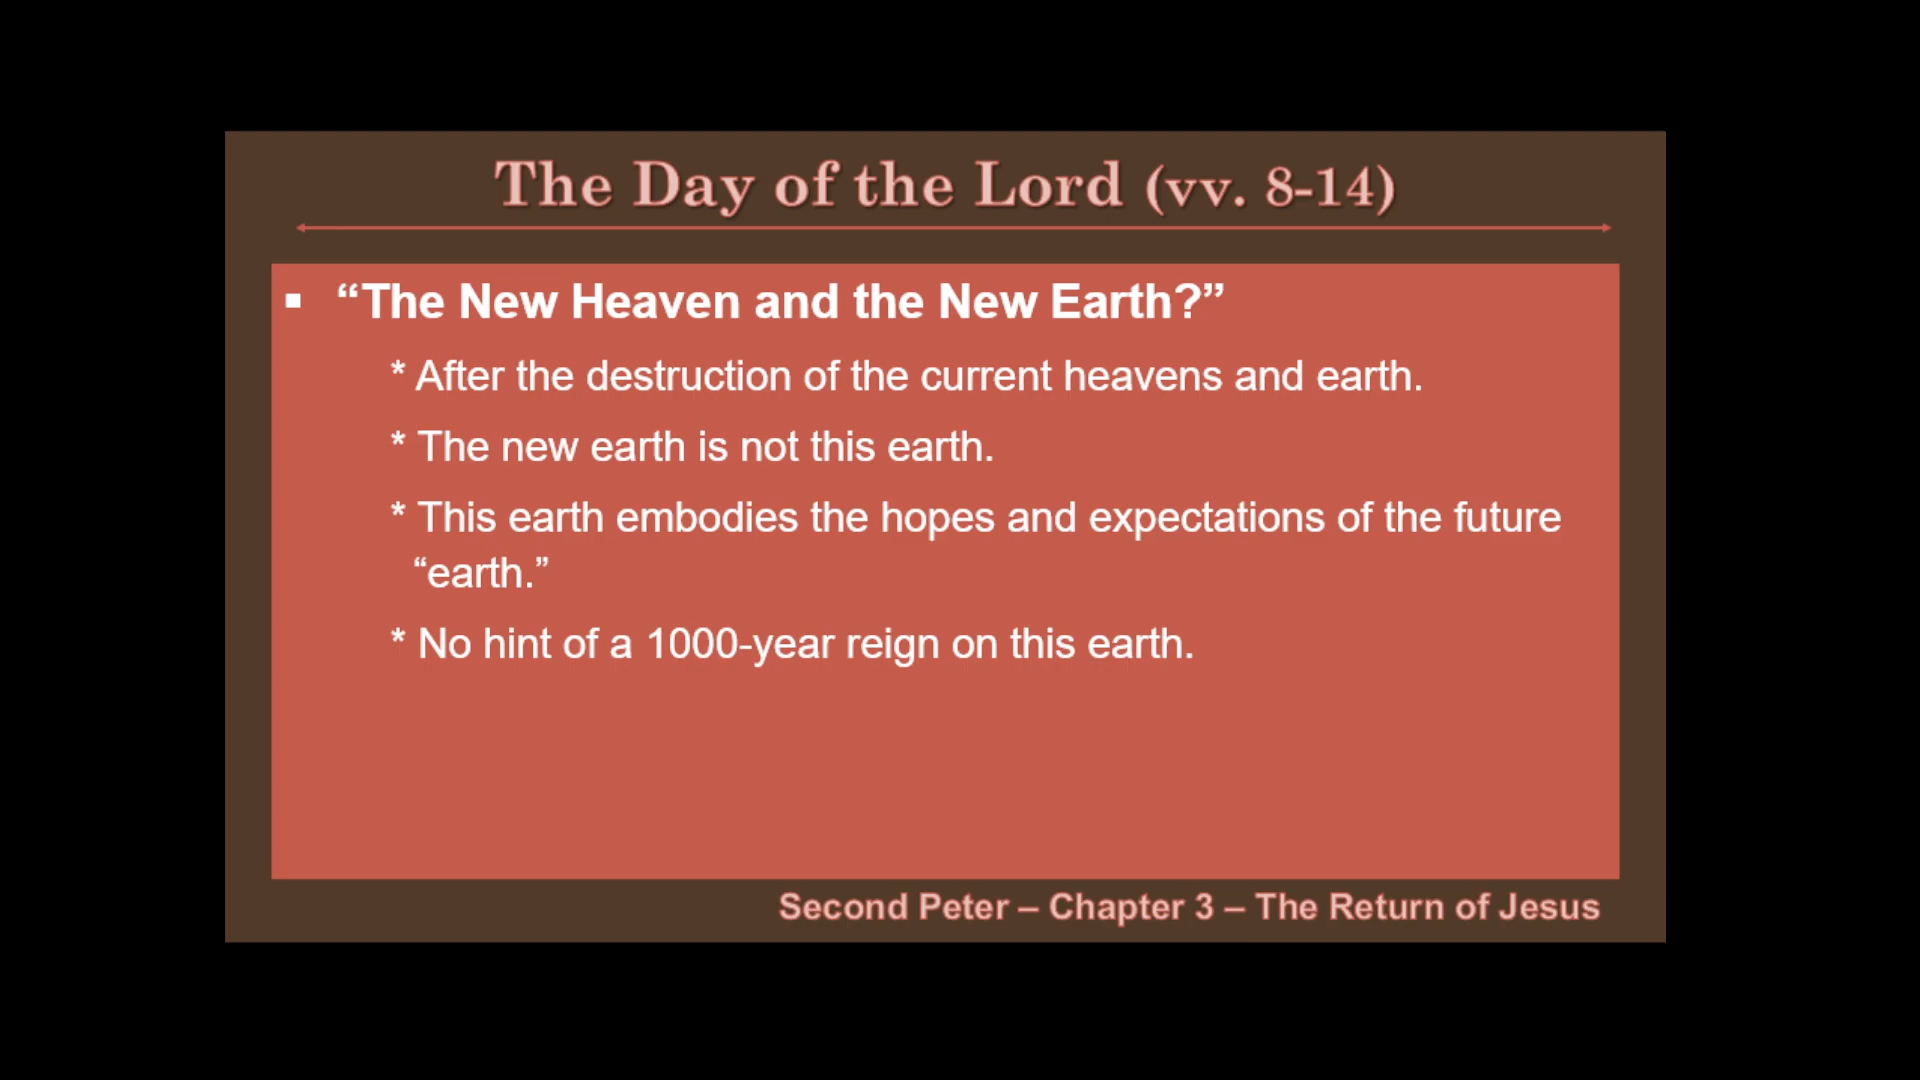 The Day of the Lord (vv. 8-14)
▪ “The New Heaven and the New Earth?”
* After the destruction of the current heavens and earth.
* The new earth is not this earth.
* This earth embodies the hopes and expectations of the future
“earth.”
* No hint of a 1000-year reign on this earth.
Second Peter – Chapter 3 – The Return of Jesus